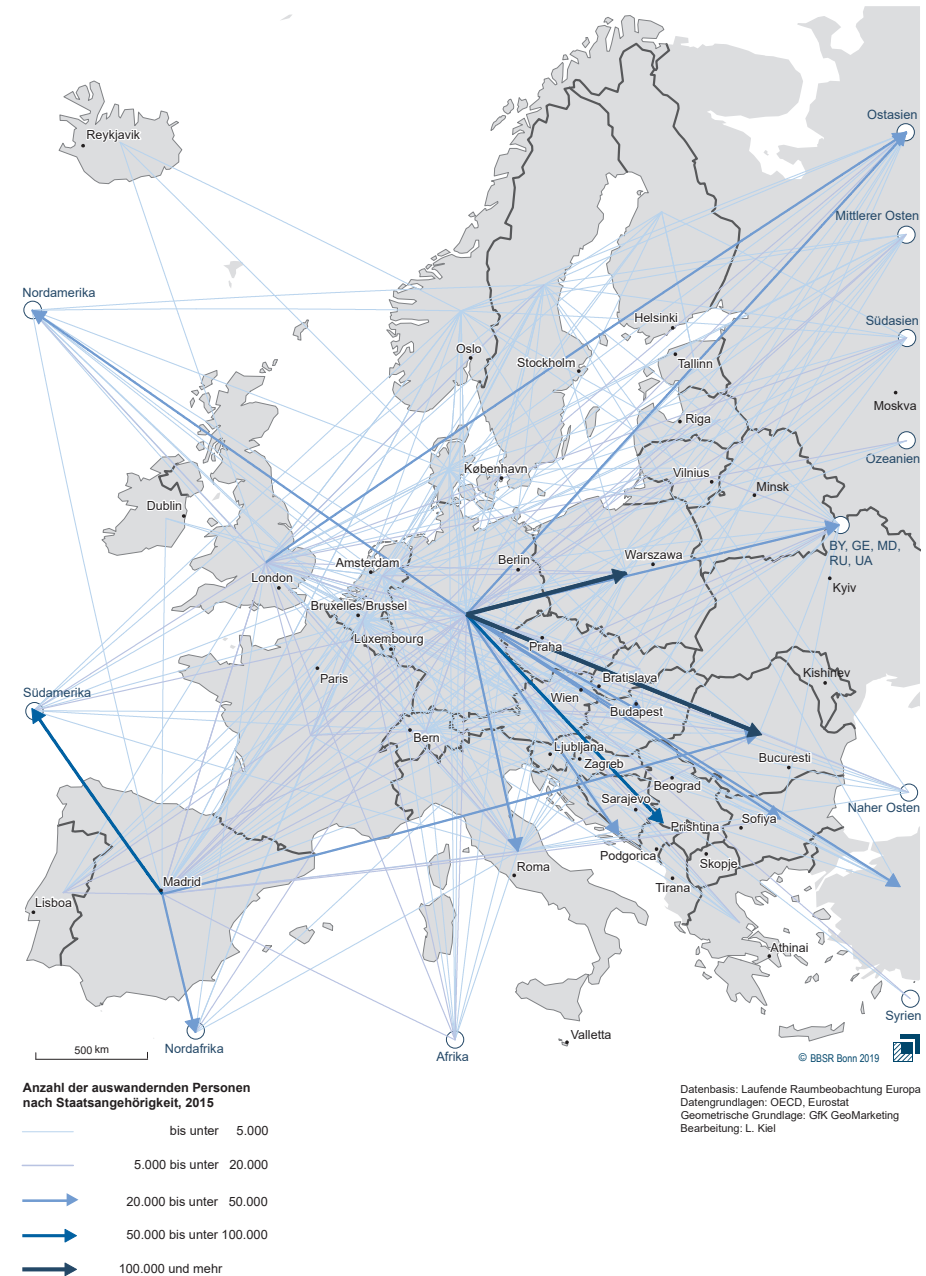 Ostasien
Reykjavik
Mittlerer Osten
Nordamerika
Helsinki
Südasien
Oslo
Stockholm
Tallinn
Moskva
Riga
Ozeanien
København
Vilnius
Minsk
Dublin
Berlin
Warszawa
BY, GE, MD,
RU, UA
Amsterdam
London
Kyiv
Bruxelles/Brussel
Luxembourg
Praha
Paris
Kishinev
Bratislava
Südamerika
Wien
Budapest
Bern
Ljubljana
Bucuresti
Zagreb
Beograd
Sarajevo
Naher Osten
Prishtina
Sofiya
Podgorica
Skopje
Roma
Madrid
Tirana
Lisboa
Athinai
Syrien
Valletta
Nordafrika
Afrika
500 km
© BBSR Bonn 2019
Anzahl der auswandernden Personen
nach Staatsangehörigkeit, 2015
bis unter 5.000
5.000 bis unter 20.000
20.000 bis unter 50.000
50.000 bis unter 100.000
100.000 und mehr
Datenbasis: Laufende Raumbeobachtung Europa
Datengrundlagen: OECD, Eurostat
Geometrische Grundlage: GfK GeoMarketing
Bearbeitung: L. Kiel